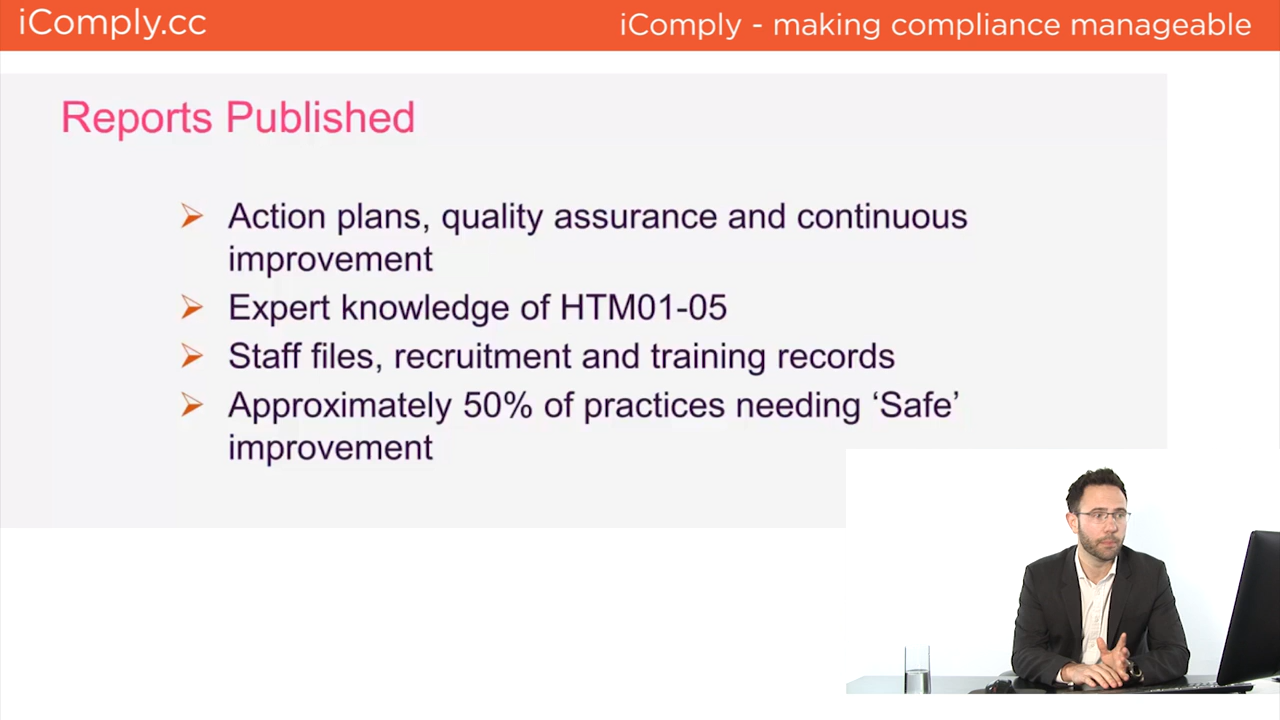 iComply.cc
iComply - making compliance manageable
Reports Published
Action plans, quality assurance and continuous
improvement
Expert knowledge of HTM01-05
Staff files, recruitment and training records
Approximately 50% of practices needing ‘Safe’
improvement